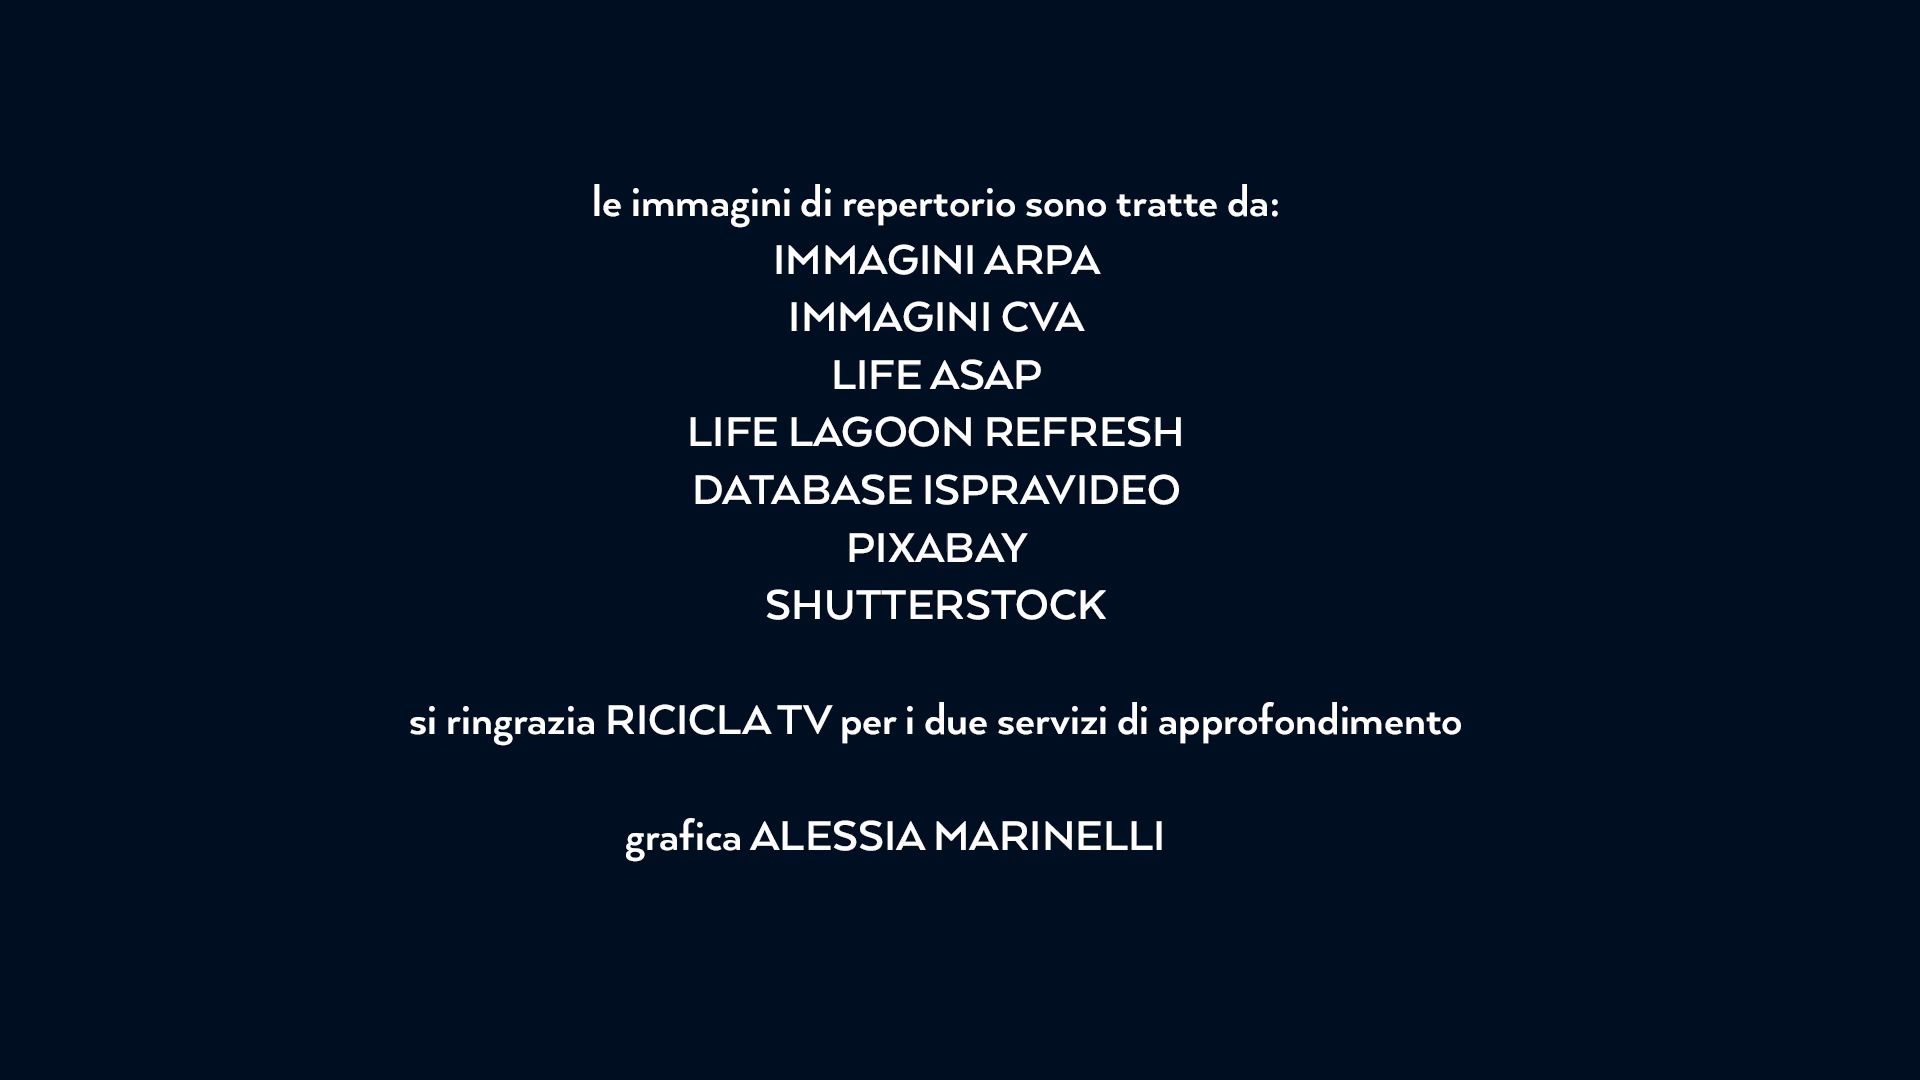 le immagini di repertorio sono tratte da:
IMMAGINI ARPA
IMMAGINI CVA
LIFE ASAP
LIFE LAGOON REFRESH
DATABASE ISPRAVIDEO
PIXABAY
SHUTTERSTOCK
si ringrazia RICICLA TV per i due servizi di approfondimento
grafica ALESSIA MARINELLI